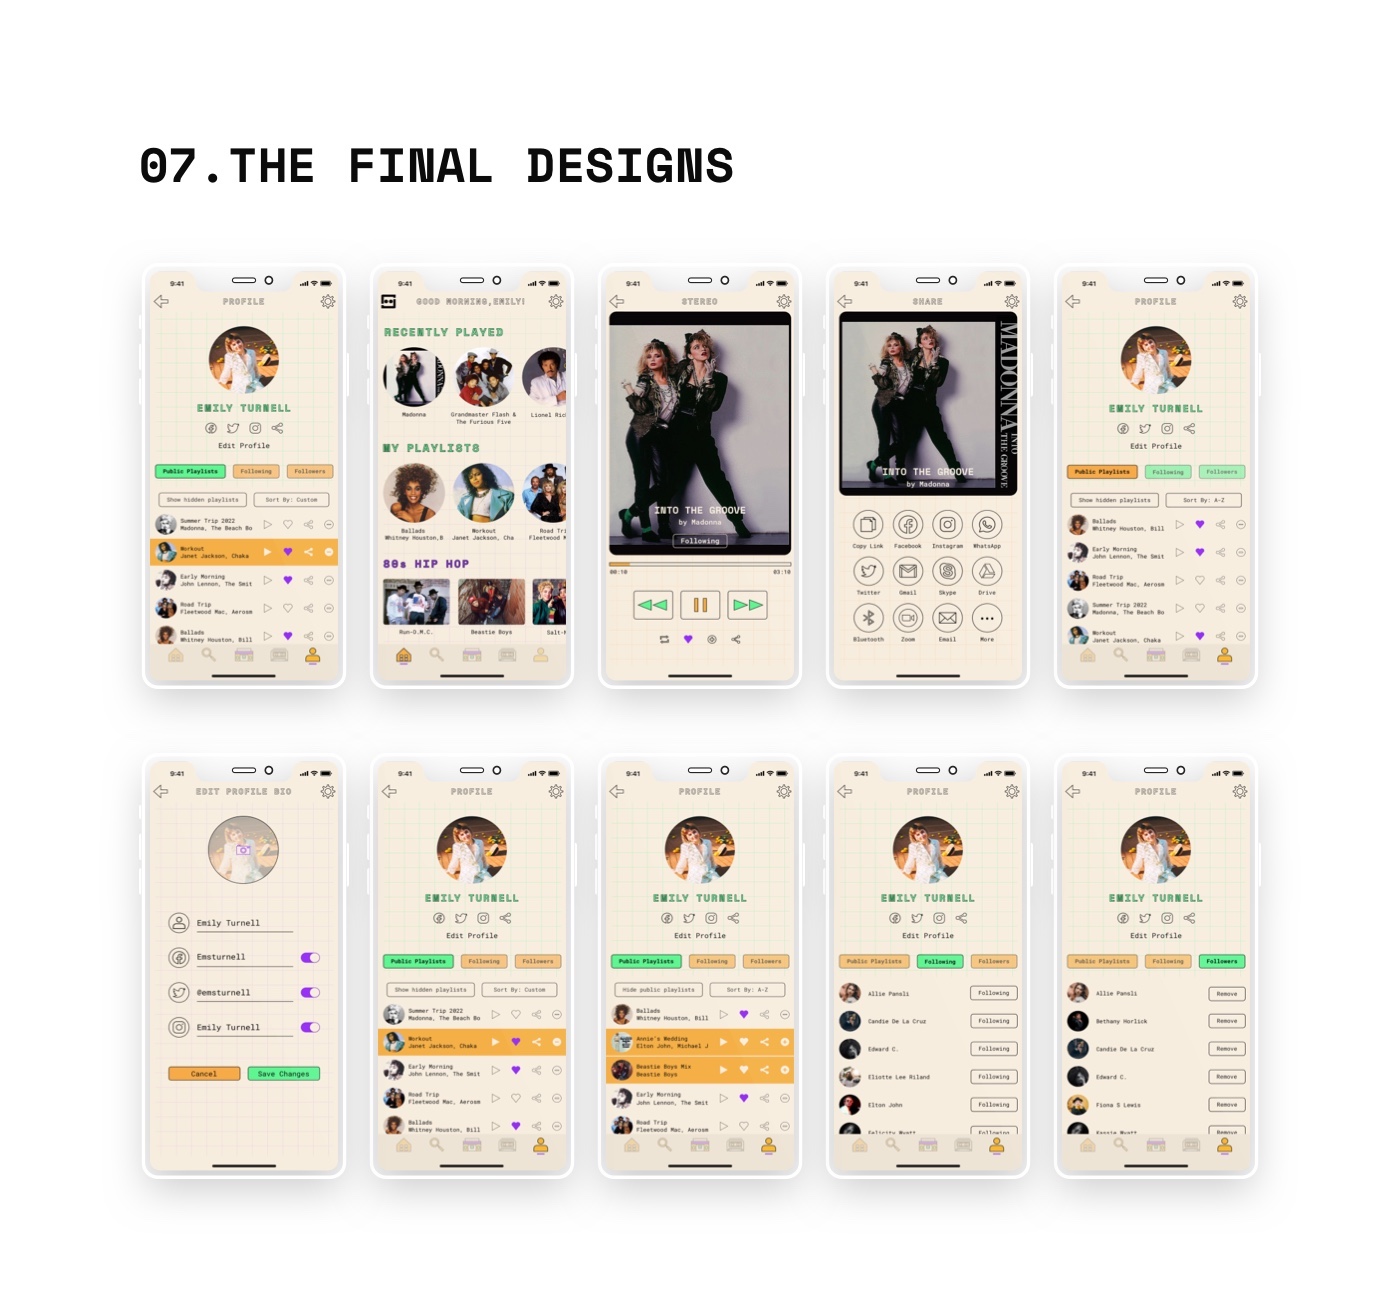 07.THE FINAL DESIGNS
9:41
PROFILE
EMILY TURNELL
Edit Profile
Public Playlists
Following
Followers
Show hidden playlists
Sort By: Custom
Summer Trip 2022
Madonna, The Beach Bo
Workout
Janet Jackson, Chaka
Early Morning
John Lennon, The Smit
Road Trip
Fleetwood Mac, Aerosm
Ballads
Whitney Houston, Bill
9:41
GOOD MORNING,EMILY!
RECENTLY PLAYED
Madonna
Grandmaster Flash &
The Furious Five
Lionel Ric
MY PLAYLISTS
Ballads
Whitney Houston,B
Workout
Janet Jackson, Cha
Road Tri
Fleetwood M
80s HIP HOP
Run-D.M.C.
Beastie Boys
Salt-N
9:41
STEREO
INTO THE GROOVE
by Madonna
Following
00:10
03:10
9:41
SHARE
MADONNA
INTO
THE GROOVE
INTO THE GROOVE
by Madonna
Copy Link
Facebook
Instagram
WhatsApp
Twitter
Gmail
Skype
Drive
Bluetooth
Zoom
Email
More
9:41
PROFILE
EMILY TURNELL
Edit Profile
Public Playlists
Following
Followers
Show hidden playlists
Sort By: A-Z
Ballads
Whitney Houston, Bill
Early Morning
John Lennon, The Smit
Road Trip
Fleetwood Mac, Aerosm
Summer Trip 2022
Madonna, The Beach Bo
Workout
Janet Jackson, Chaka
9:41
EDIT PROFILE BIO
Emily Turnell
Emsturnell
@emsturnell
Emily Turnell
Cancel
Save Changes
9:41
PROFILE
EMILY TURNELL
Edit Profile
Public Playlists
Following
Followers
Show hidden playlists
Sort By: Custom
Summer Trip 2022
Madonna, The Beach Bo
Workout
Janet Jackson, Chaka
Early Morning
John Lennon, The Smit
Road Trip
Fleetwood Mac, Aerosm
Ballads
Whitney Houston, Bill
9:41
PROFILE
EMILY TURNELL
Edit Profile
Public Playlists
Following
Followers
Hide public playlists
Sort By: A-Z
Ballads
Whitney Houston, Bill
Annie's Wedding
Elton John, Michael J
Beastie Boys Mix
Beastie Boys
Early Morning
John Lennon, The Smit
Road Trip
Fleetwood Mac, Aerosm
9:41
PROFILE
EMILY TURNELL
Edit Profile
Public Playlists
Following
Followers
Allie Pansli
Following
Candie De La Cruz
Following
Edward C.
Following
Eliotte Lee Riland
Following
Elton John
Following
Felicity Wyatt
Following
9:41
PROFILE
EMILY TURNELL
Edit Profile
Public Playlists
Following
Followers
Allie Pansli
Remove
Bethany Horlick
Remove
Candie De La Cruz
Remove
Edward C.
Remove
Fiona S Lewis
Remove
Remove